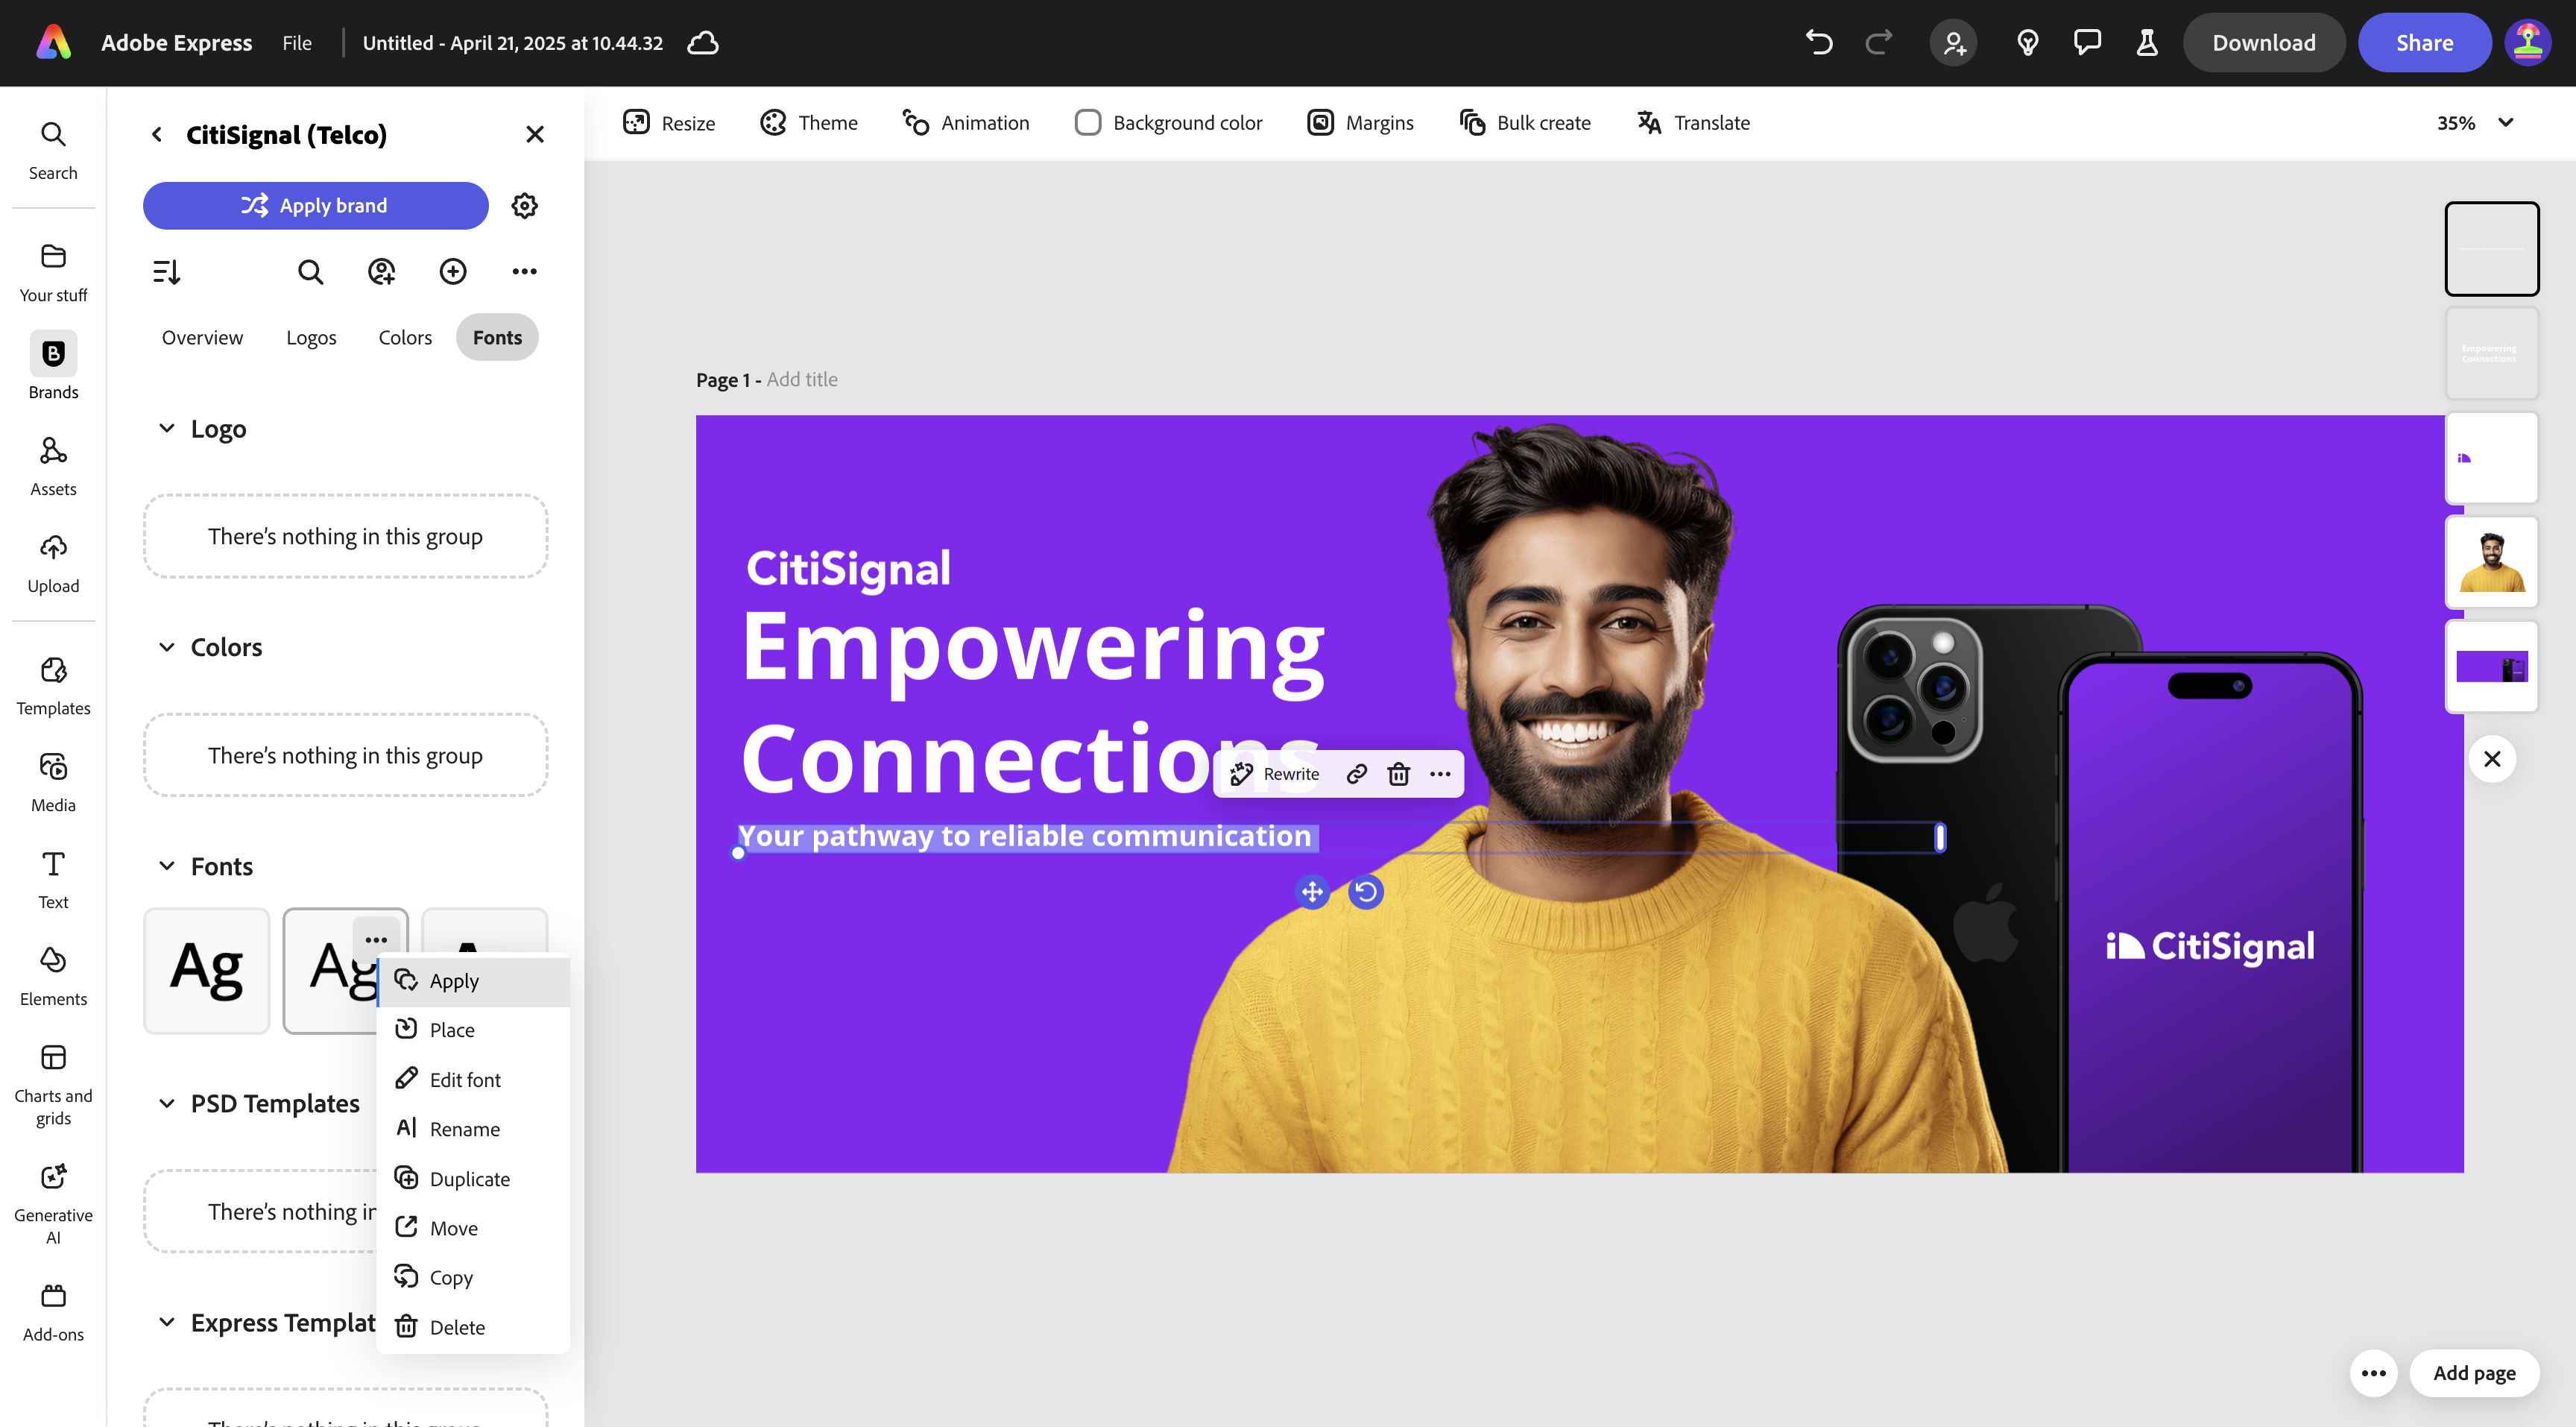 Adobe Express File Untitled - April 21, 2025 at 10.44.32 Download Share
Search
Your stuff
Brands
Assets
Upload
Templates
Media
Text
Elements
Charts and
grids
Generative
AI
Add-ons
CitiSignal (Telco)
Apply brand
Overview Logos Colors Fonts
Logo
There's nothing in this group
Colors
There's nothing in this group
Fonts
Ag Ag
PSD Templates
There's nothing in
Express Templat
Apply
Place
Edit font
Rename
Duplicate
Move
Copy
Delete
Resize Theme Animation Background color Margins Bulk create Translate 35%
Page 1 - Add title
CitiSignal
Empowering
Connections
Rewrite
Your pathway to reliable communication
CitiSignal
Empowering
Connections
Add page